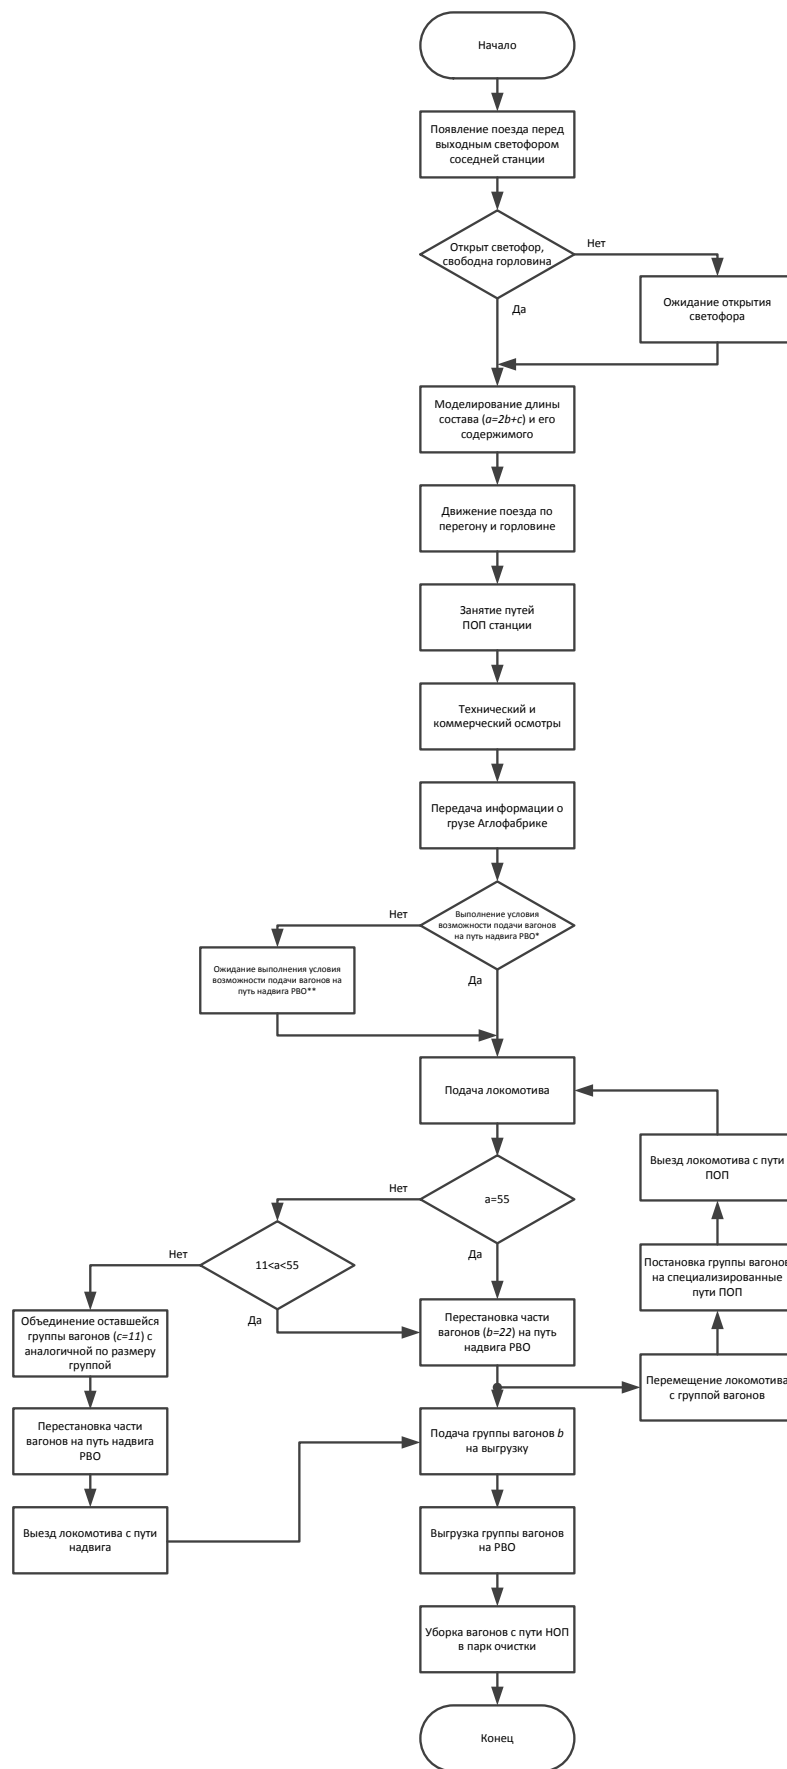 Начало
Появление поезда перед
выходным светофором
соседней станции
Открыт светофор,
свободна горловина
Нет
Да
Ожидание открытия
светофора
Моделирование длины
состава (a=2b+c) и его
содержимого
Движение поезда по
перегону и горловине
Занятие путей
ПОП станции
Технический и
коммерческий осмотры
Передача информации о
грузе Аглофабрике
Выполнение условия
возможности подачи вагонов
на путь надвига РВО*
Нет
Да
Ожидание выполнения условия
возможности подачи вагонов на
путь надвига РВО**
Подача локомотива
Выезд локомотива с пути
ПОП
a=55
Нет
Да
11<a<55
Нет
Да
Постановка группы вагонов
на специализированные
пути ПОП
Объединение оставшейся
группы вагонов (c=11) с
аналогичной по размеру
группой
Перестановка части
вагонов (b=22) на путь
надвига РВО
Перемещение локомотива
с группой вагонов
Перестановка части
вагонов на путь надвига
РВО
Подача группы вагонов b
на выгрузку
Выезд локомотива с пути
надвига
Выгрузка группы вагонов
на РВО
Уборка вагонов с пути НОП
в парк очистки
Конец